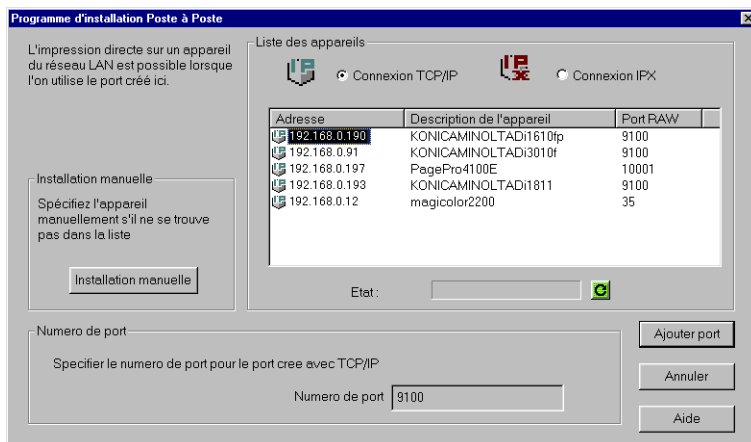 Programme d'installation Poste à Poste
L'impression directe sur un appareil
du réseau LAN est possible lorsque
l'on utilise le port créé ici.
Liste des appareils
Connexion TCP/IP
Connexion IPX
Adresse Description de l'appareil Port RAW
192.168.0.190 KONICAMINOLTADi1610fp 9100
192.168.0.91 KONICAMINOLTADi3010f 9100
192.168.0.197 PagePro4100E 10001
192.168.0.193 KONICAMINOLTADi1811 9100
192.168.0.12 magicolor2200 35
Installation manuelle
Spécifiez l'appareil
manuellement s'il ne se trouve
pas dans la liste
Installation manuelle
Etat :
Numero de port
Specifier le numero de port pour le port cree avec TCP/IP
Numero de port 9100
Ajouter port
Annuler
Aide